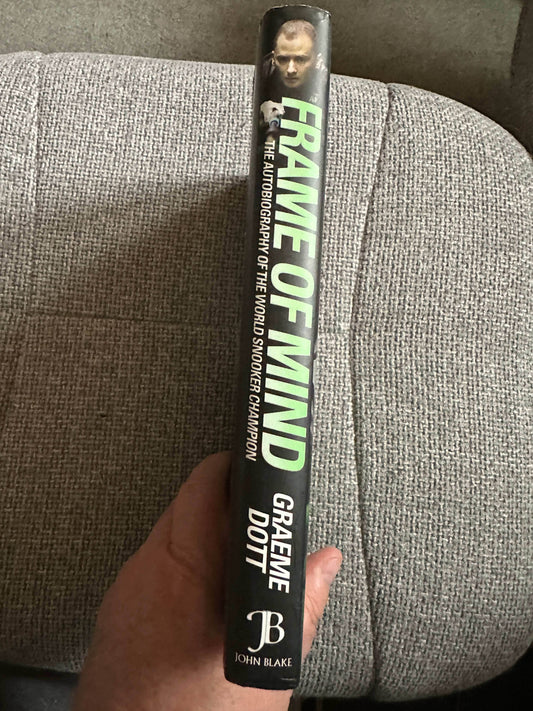 FRAME OF MIND
THE AUTOBIOGRAPHY OF THE WORLD SNOOKER CHAMPION
GRAEME
DOTT
JB
JOHN BLAKE